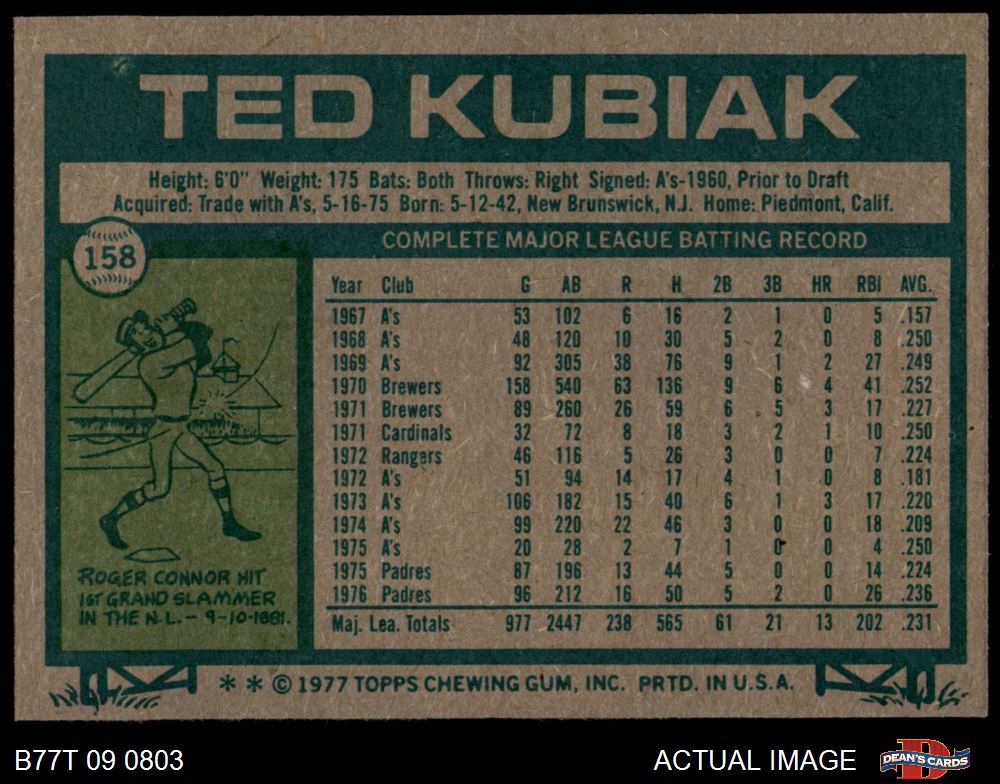 TED KUBIAK
Height: 6'0" Weight: 175 Bats: Both Throws: Right Signed: A's-1960, Prior to Draft
Acquired: Trade with A's, 5-16-75 Born: 5-12-42, New Brunswick, N.J. Home: Piedmont, Calif.
158
COMPLETE MAJOR LEAGUE BATTING RECORD
Year Club G AB R H 2B 3B HR RBI AVG.
1967 A's 53 102 6 16 2 1 0 5 .157
1968 A's 48 120 10 30 5 2 0 8 .250
1969 A's 92 305 38 76 9 1 2 27 .249
1970 Brewers 158 540 63 136 9 6 4 41 .252
1971 Brewers 89 260 26 59 6 5 3 17 .227
1971 Cardinals 32 72 8 18 3 2 1 10 .250
1972 Rangers 46 116 5 26 3 0 0 7 .224
1972 A's 51 94 14 17 4 1 0 8 .181
1973 A's 106 182 15 40 6 1 3 17 .220
1974 A's 99 220 22 46 3 0 0 18 .209
1975 A's 20 28 2 7 1 0 0 4 .250
1975 Padres 87 196 13 44 5 0 0 14 .224
1976 Padres 96 212 16 50 5 2 0 26 .236
Maj. Lea. Totals 977 2447 238 565 61 21 13 202 .231
ROGER CONNOR HIT
1ST GRAND SLAMMER
IN THE N.L.- 9-10-1881.
* * © 1977 TOPPS CHEWING GUM, INC. PRTD. IN U.S.A.
B77T 09 0803
ACTUAL IMAGE
DEAN'S CARDS